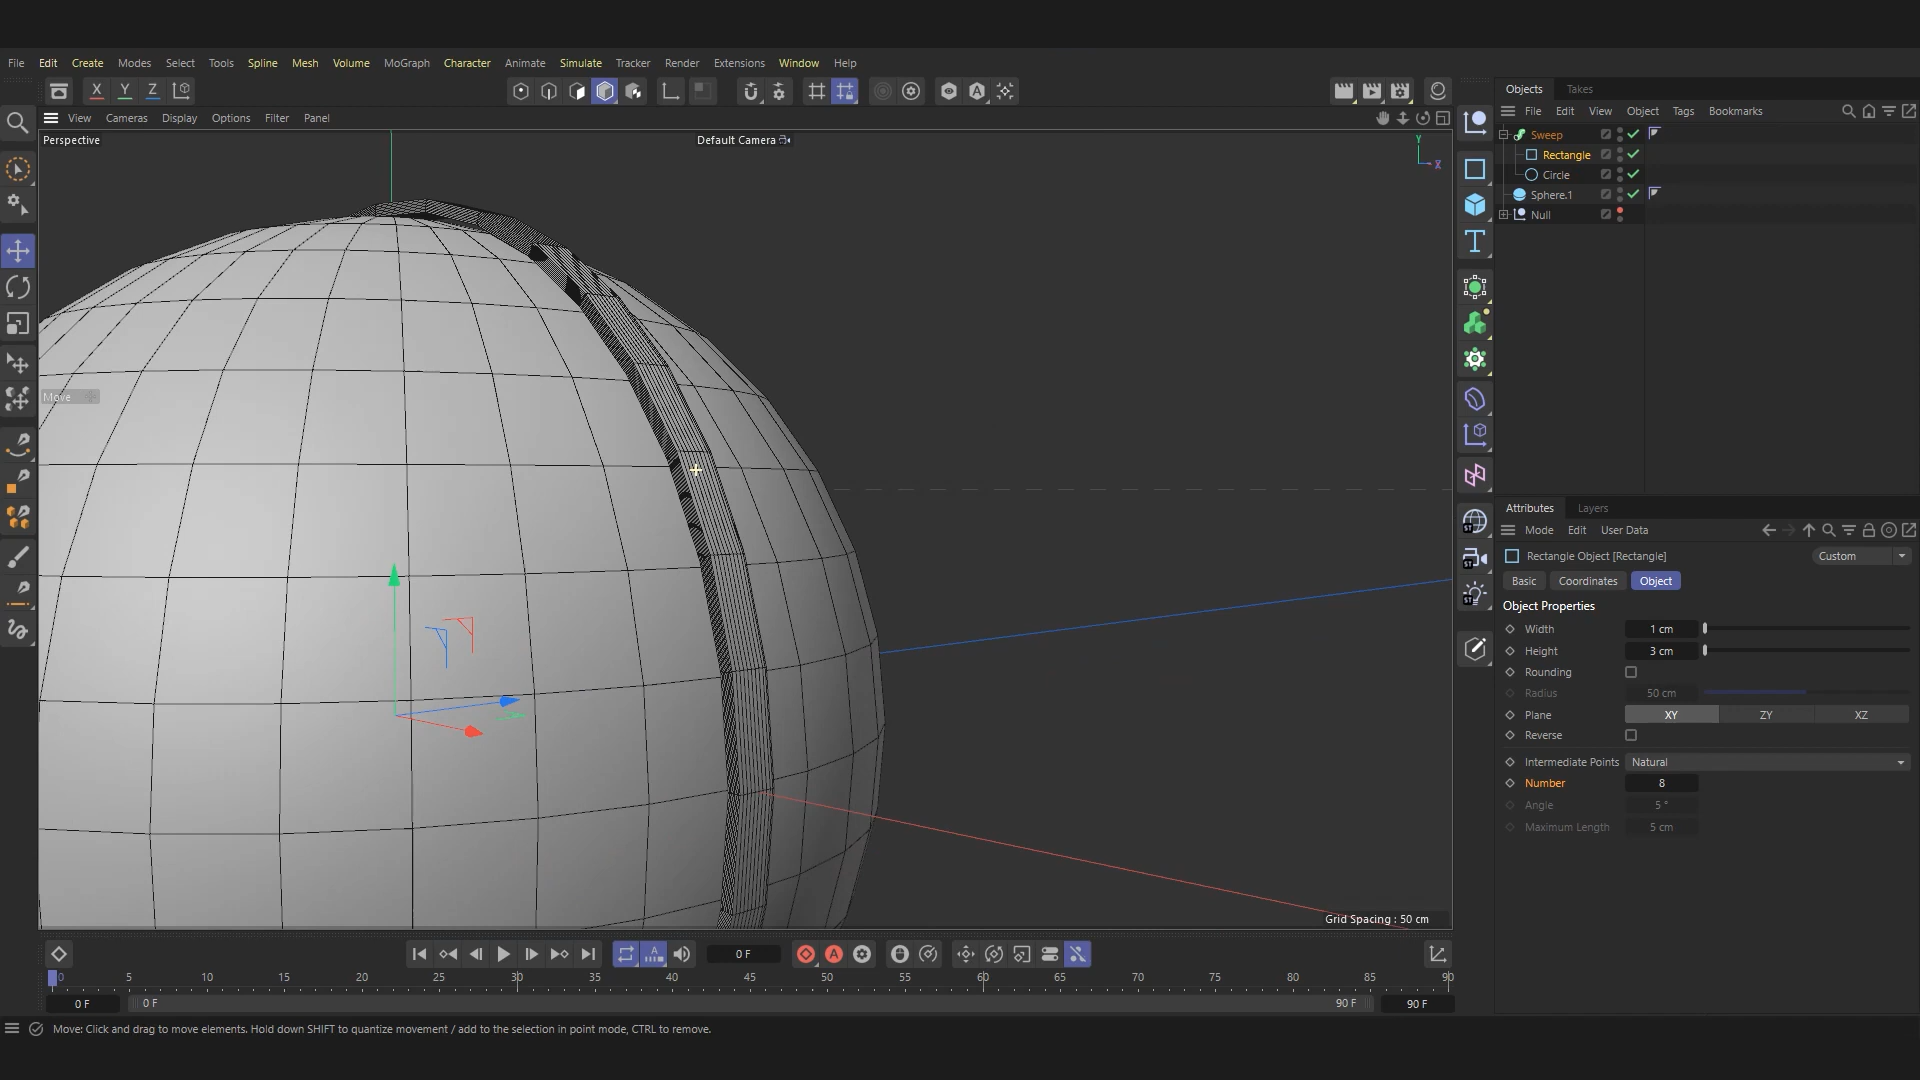 File Edit Create Modes Select Tools Spline Mesh Volume MoGraph Character Animate Simulate Tracker Render Extensions Window Help
X Y Z
View Cameras Display Options Filter Panel
Perspective
Default Camera
Y
X
Move
Grid Spacing : 50 cm
Objects Takes
File Edit View Object Tags Bookmarks
Sweep
Rectangle
Circle
Sphere.1
Null
Attributes Layers
Mode Edit User Data
Rectangle Object [Rectangle] Custom
Basic Coordinates Object
Object Properties
Width 1 cm
Height 3 cm
Rounding
Radius 50 cm
Plane XY ZY XZ
Reverse
Intermediate Points Natural
Number 8
Angle 5 °
Maximum Length 5 cm
0 F
0 5 10 15 20 25 30 35 40 45 50 55 60 65 70 75 80 85 90
0 F 0 F 90 F 90 F
Move: Click and drag to move elements. Hold down SHIFT to quantize movement / add to the selection in point mode, CTRL to remove.